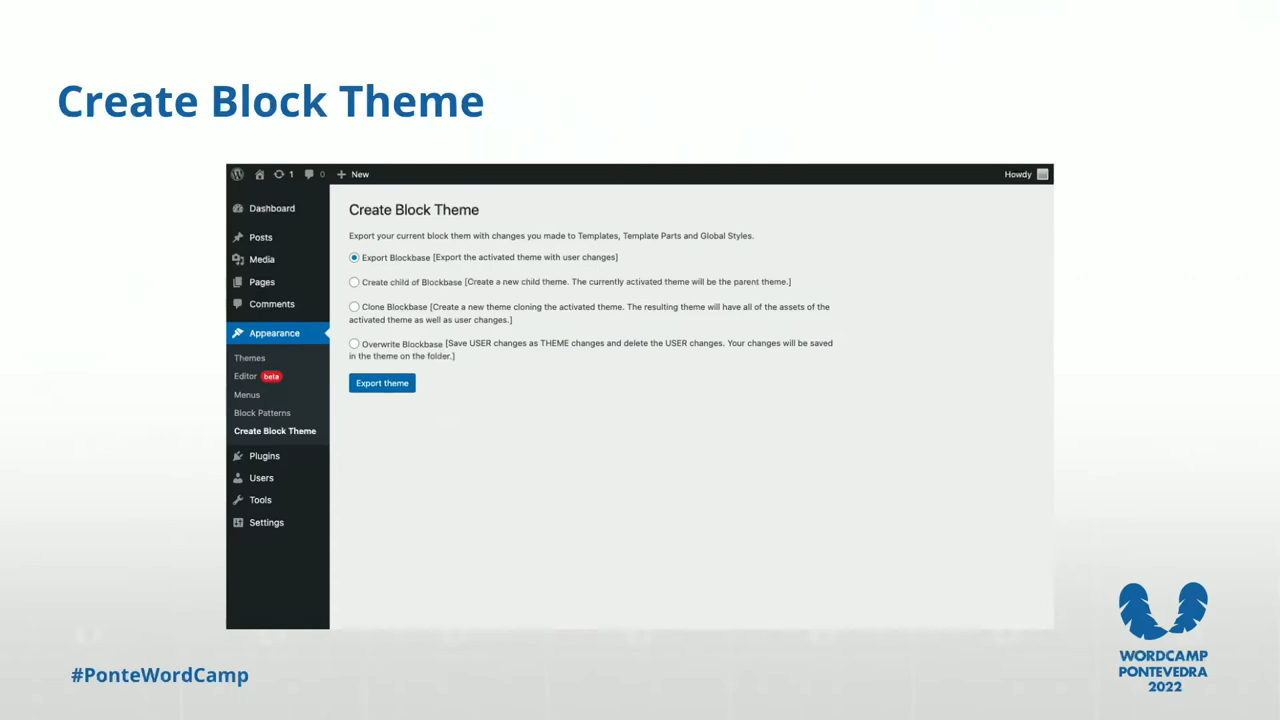 Create Block Theme
1
0
New
Howdy
Dashboard
Posts
Media
Pages
Comments
Appearance
Themes
Editor beta
Menus
Block Patterns
Create Block Theme
Plugins
Users
Tools
Settings
Create Block Theme
Export your current block them with changes you made to Templates, Template Parts and Global Styles.
Export Blockbase [Export the activated theme with user changes]
Create child of Blockbase [Create a new child theme. The currently activated theme will be the parent theme.]
Clone Blockbase [Create a new theme cloning the activated theme. The resulting theme will have all of the assets of the
activated theme as well as user changes.]
Overwrite Blockbase [Save USER changes as THEME changes and delete the USER changes. Your changes will be saved
in the theme on the folder.]
Export theme
#PonteWordCamp
WORDCAMP
PONTEVEDRA
2022